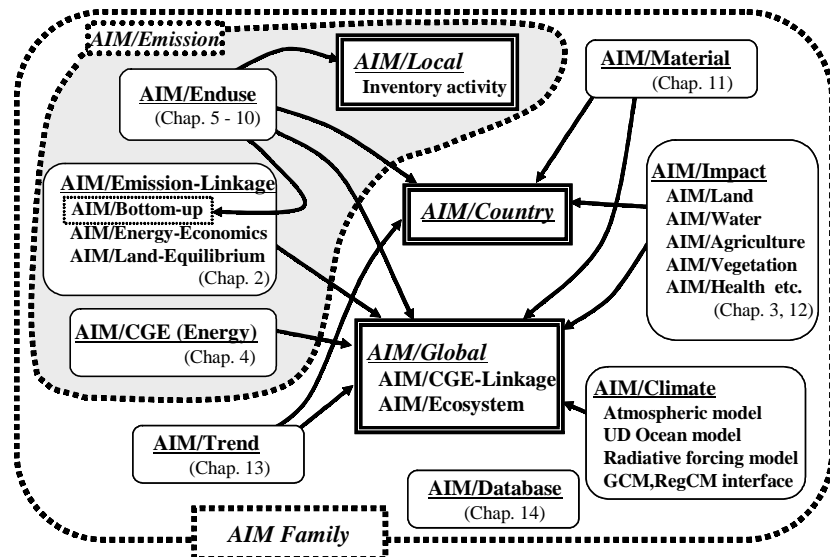 AIM/Emission
AIM/Local
Inventory activity
AIM/Material
(Chap. 11)
AIM/Enduse
(Chap. 5 - 10)
AIM/Emission-Linkage
AIM/Bottom-up
AIM/Energy-Economics
AIM/Land-Equilibrium
(Chap. 2)
AIM/Country
AIM/Impact
AIM/Land
AIM/Water
AIM/Agriculture
AIM/Vegetation
AIM/Health etc.
(Chap. 3, 12)
AIM/CGE (Energy)
(Chap. 4)
AIM/Global
AIM/CGE-Linkage
AIM/Ecosystem
AIM/Climate
Atmospheric model
UD Ocean model
Radiative forcing model
GCM,RegCM interface
AIM/Trend
(Chap. 13)
AIM/Database
(Chap. 14)
AIM Family